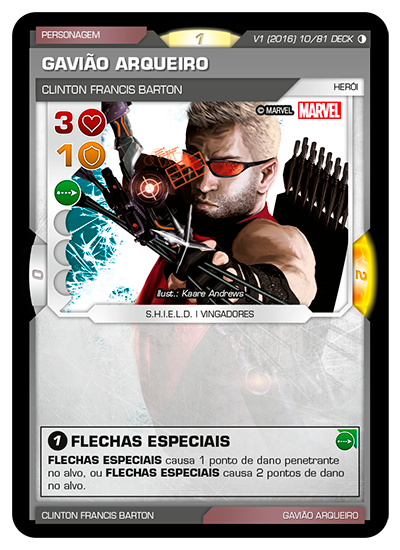 PERSONAGEM
1
V1 (2016) 10/81 DECK
GAVIÃO ARQUEIRO
CLINTON FRANCIS BARTON
HERÓI
3
© MARVEL MARVEL
1
0
2
Illust.: Kaare Andrews
S.H.I.E.L.D. | VINGADORES
1 FLECHAS ESPECIAIS
FLECHAS ESPECIAIS causa 1 ponto de dano penetrante
no alvo, ou FLECHAS ESPECIAIS causa 2 pontos de dano
no alvo.
CLINTON FRANCIS BARTON
GAVIÃO ARQUEIRO